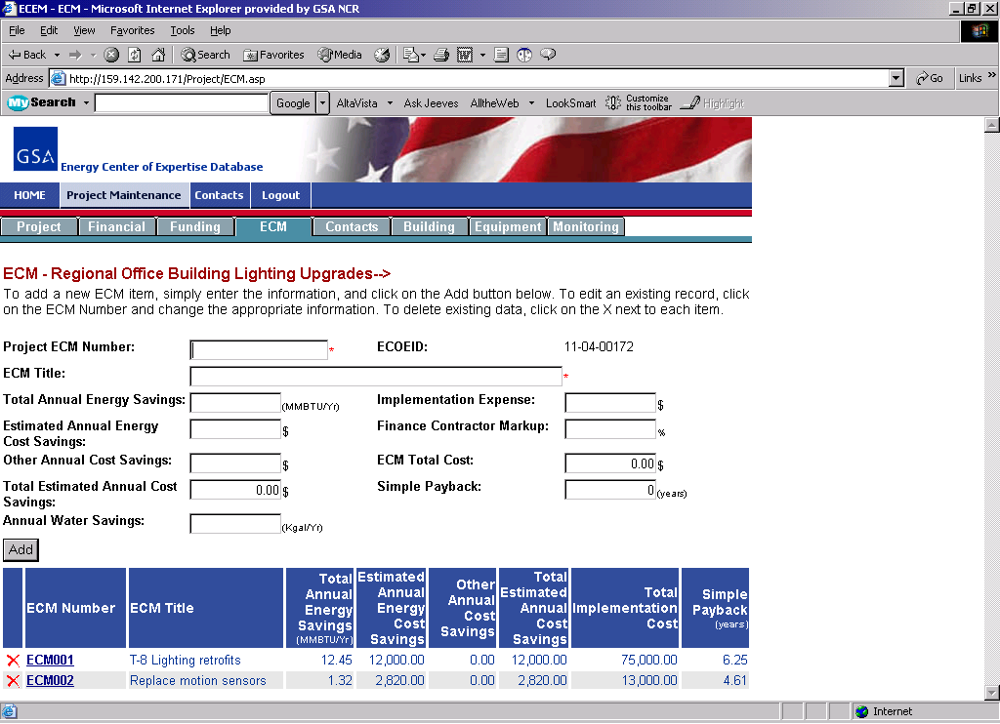 ECEM - ECM - Microsoft Internet Explorer provided by GSA NCR
File Edit View Favorites Tools Help
Back Search Favorites Media
Address http://159.142.200.171/Project/ECM.asp Go Links »
My Search Google AltaVista Ask Jeeves AlltheWeb LookSmart Customize this toolbar Highlight
GSA Energy Center of Expertise Database
HOME Project Maintenance Contacts Logout
Project Financial Funding ECM Contacts Building Equipment Monitoring
ECM - Regional Office Building Lighting Upgrades-->
To add a new ECM item, simply enter the information, and click on the Add button below. To edit an existing record, click
on the ECM Number and change the appropriate information. To delete existing data, click on the X next to each item.
Project ECM Number: * ECOEID: 11-04-00172
ECM Title: *
Total Annual Energy Savings: (MMBTU/Yr) Implementation Expense: $
Estimated Annual Energy
Cost Savings: $ Finance Contractor Markup: %
Other Annual Cost Savings: $ ECM Total Cost: 0.00 $
Total Estimated Annual Cost
Savings: 0.00 $ Simple Payback: 0 (years)
Annual Water Savings: (Kgal/Yr)
Add
ECM Number ECM Title Total Annual Energy Savings (MMBTU/Yr) Estimated Annual Energy Cost Savings Other Annual Cost Savings Total Estimated Annual Cost Savings Total Implementation Cost Simple Payback (years)
ECM001 T-8 Lighting retrofits 12.45 12,000.00 0.00 12,000.00 75,000.00 6.25
ECM002 Replace motion sensors 1.32 2,820.00 0.00 2,820.00 13,000.00 4.61
Internet